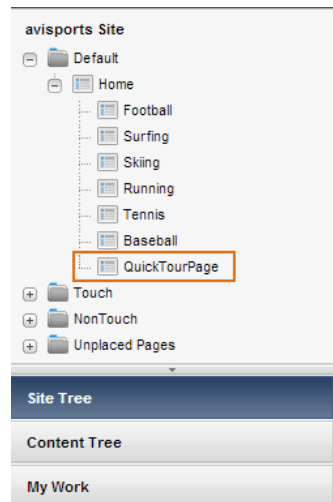 avisports Site
Default
Home
Football
Surfing
Skiing
Running
Tennis
Baseball
QuickTourPage
Touch
NonTouch
Unplaced Pages
Site Tree
Content Tree
My Work